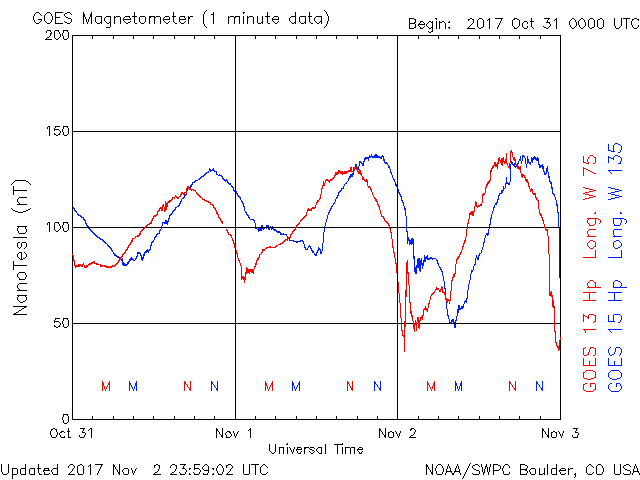 GOES Magnetometer (1 minute data)
Begin: 2017 Oct 31 0000 UTC
200
150
100
50
0
NanoTesla (nT)
M M N N M M N N M M N N
Oct 31 Nov 1 Nov 2 Nov 3
Universal Time
GOES 13 Hp Long. W 75
GOES 15 Hp Long. W 135
Updated 2017 Nov 2 23:59:02 UTC
NOAA/SWPC Boulder, CO USA